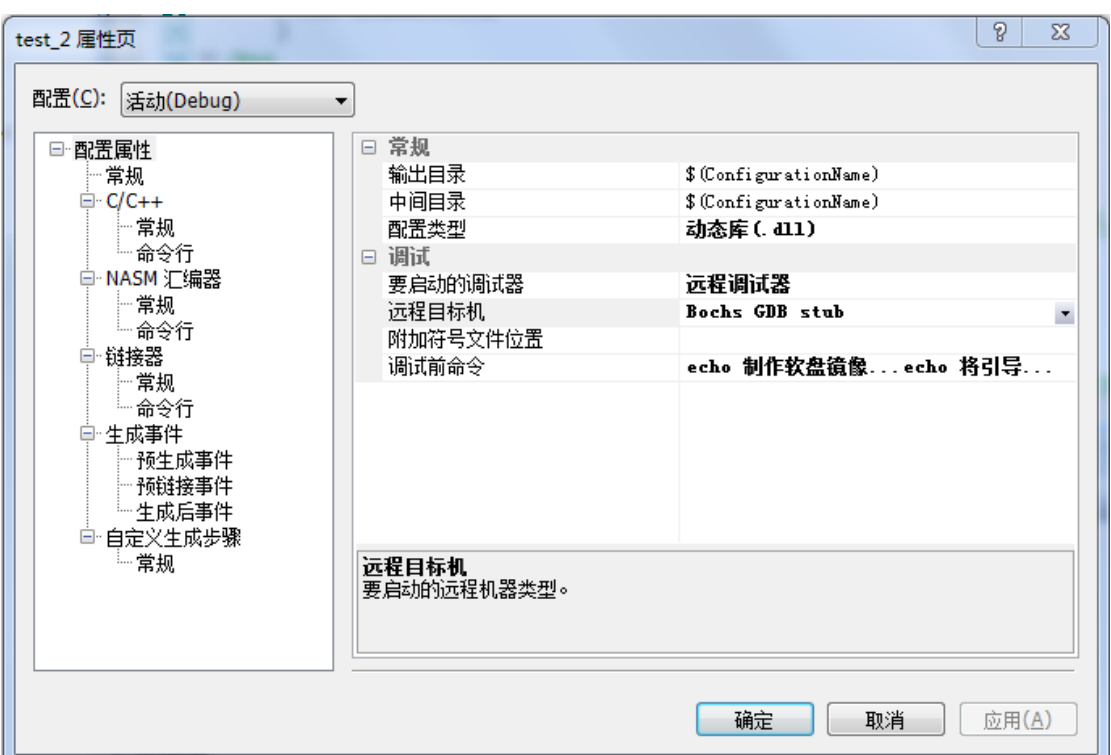 test_2 属性页
配置(C): 活动(Debug)
配置属性
常规
C/C++
常规
命令行
NASM 汇编器
常规
命令行
链接器
常规
命令行
生成事件
预生成事件
预链接事件
生成后事件
自定义生成步骤
常规
常规
输出目录 $(ConfigurationName)
中间目录 $(ConfigurationName)
配置类型 动态库(.dll)
调试
要启动的调试器 远程调试器
远程目标机 Bochs GDB stub
附加符号文件位置
调试前命令 echo 制作软盘镜像...echo 将引导...
远程目标机
要启动的远程机器类型。
确定 取消 应用(A)